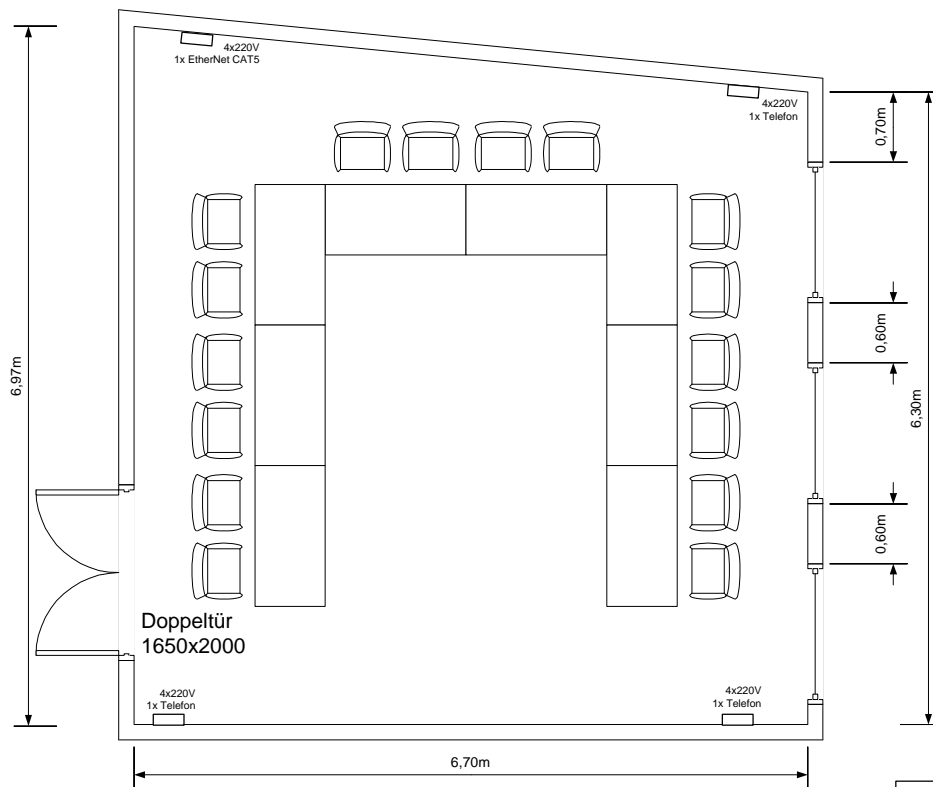 4x220V
1x EtherNet CAT5
4x220V
1x Telefon
0,70m
0,60m
6,97m
6,30m
0,60m
Doppeltür
1650x2000
4x220V
1x Telefon
4x220V
1x Telefon
6,70m